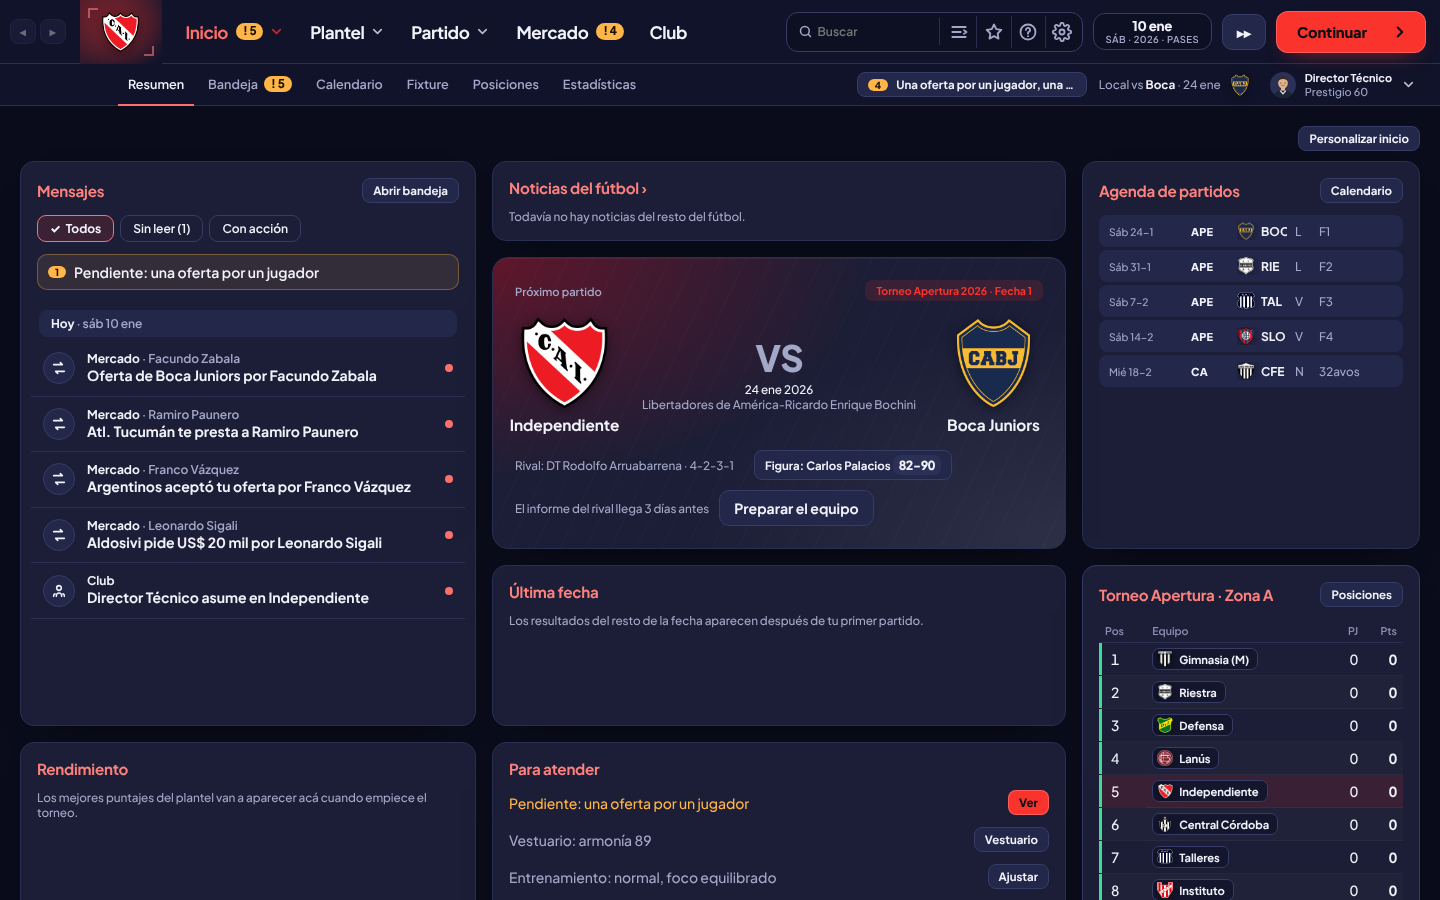 Inicio ! 5
Plantel
Partido
Mercado ! 4
Club
Buscar
10 ene
SÁB · 2026 · PASES
Continuar
Resumen
Bandeja ! 5
Calendario
Fixture
Posiciones
Estadísticas
4 Una oferta por un jugador, una ...
Local vs Boca · 24 ene
Director Técnico
Prestigio 60
Personalizar inicio
Mensajes
Abrir bandeja
Todos
Sin leer (1)
Con acción
1 Pendiente: una oferta por un jugador
Hoy · sáb 10 ene
Mercado · Facundo Zabala
Oferta de Boca Juniors por Facundo Zabala
Mercado · Ramiro Paunero
Atl. Tucumán te presta a Ramiro Paunero
Mercado · Franco Vázquez
Argentinos aceptó tu oferta por Franco Vázquez
Mercado · Leonardo Sigali
Aldosivi pide US$ 20 mil por Leonardo Sigali
Club
Director Técnico asume en Independiente
Noticias del fútbol ›
Todavía no hay noticias del resto del fútbol.
Próximo partido
Torneo Apertura 2026 · Fecha 1
C.A.I.
CABJ
VS
24 ene 2026
Libertadores de América-Ricardo Enrique Bochini
Independiente
Boca Juniors
Rival: DT Rodolfo Arruabarrena · 4-2-3-1
Figura: Carlos Palacios 82–90
El informe del rival llega 3 días antes
Preparar el equipo
Última fecha
Los resultados del resto de la fecha aparecen después de tu primer partido.
Agenda de partidos
Calendario
Sáb 24-1 APE BOC L F1
Sáb 31-1 APE RIE L F2
Sáb 7-2 APE TAL V F3
Sáb 14-2 APE SLO V F4
Mié 18-2 CA CFE N 32avos
Torneo Apertura · Zona A
Posiciones
Pos Equipo PJ Pts
1 Gimnasia (M) 0 0
2 Riestra 0 0
3 Defensa 0 0
4 Lanús 0 0
5 Independiente 0 0
6 Central Córdoba 0 0
7 Talleres 0 0
8 Instituto 0 0
Rendimiento
Los mejores puntajes del plantel van a aparecer acá cuando empiece el
torneo.
Para atender
Pendiente: una oferta por un jugador
Ver
Vestuario: armonía 89
Vestuario
Entrenamiento: normal, foco equilibrado
Ajustar